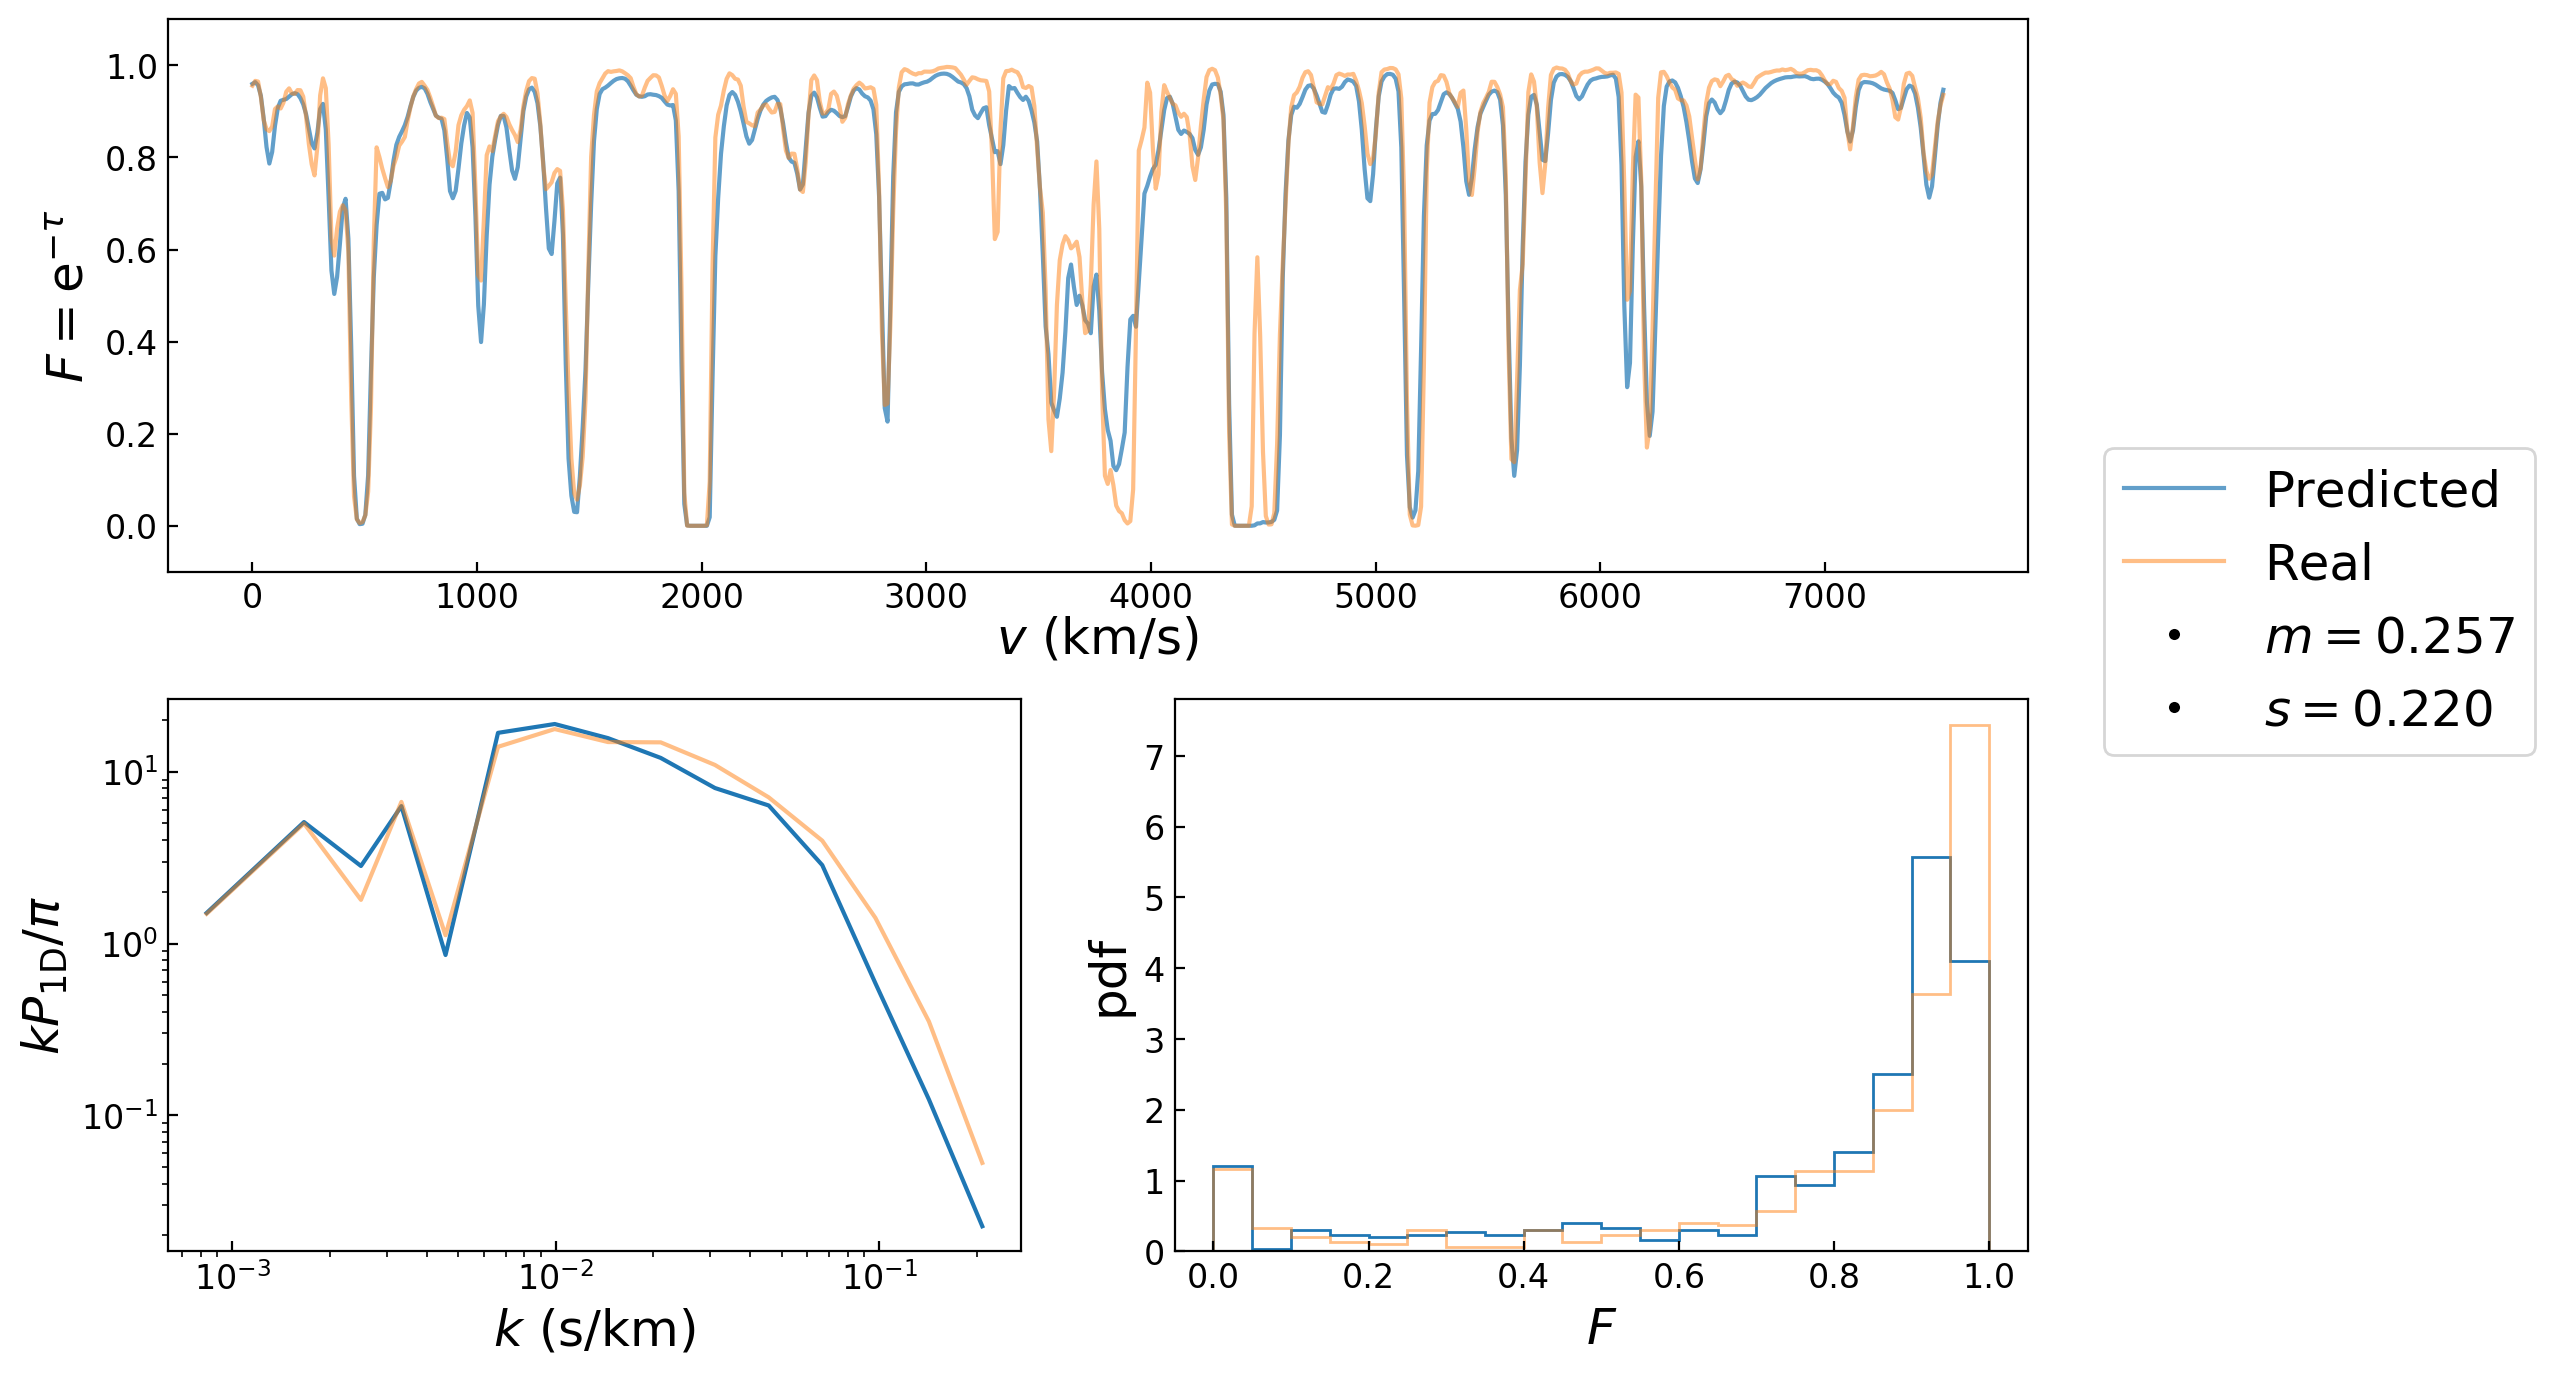 F = e^{−τ}
1.0
0.8
0.6
0.4
0.2
0.0
0 1000 2000 3000 4000 5000 6000 7000
v (km/s)
Predicted
Real
m = 0.257
s = 0.220
kP_{1D}/π
10^1
10^0
10^{−1}
10^{−3} 10^{−2} 10^{−1}
k (s/km)
pdf
7
6
5
4
3
2
1
0
0.0 0.2 0.4 0.6 0.8 1.0
F